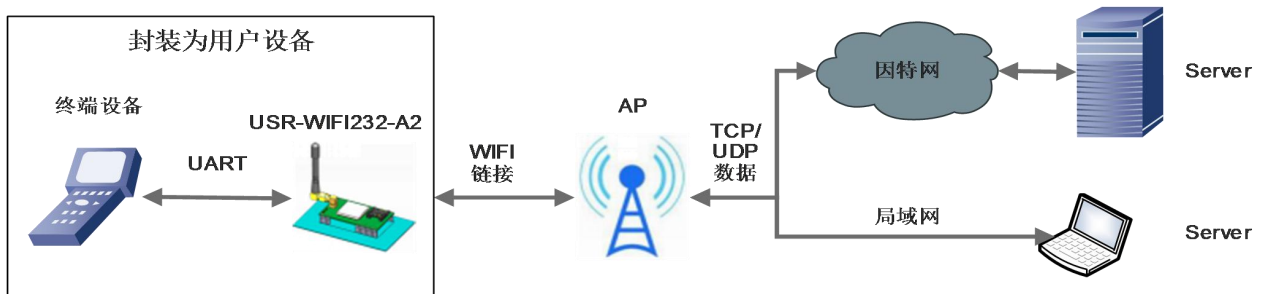 封装为用户设备
终端设备
USR-WIFI232-A2
UART
WIFI
链接
AP
TCP/
UDP
数据
因特网
Server
局域网
Server